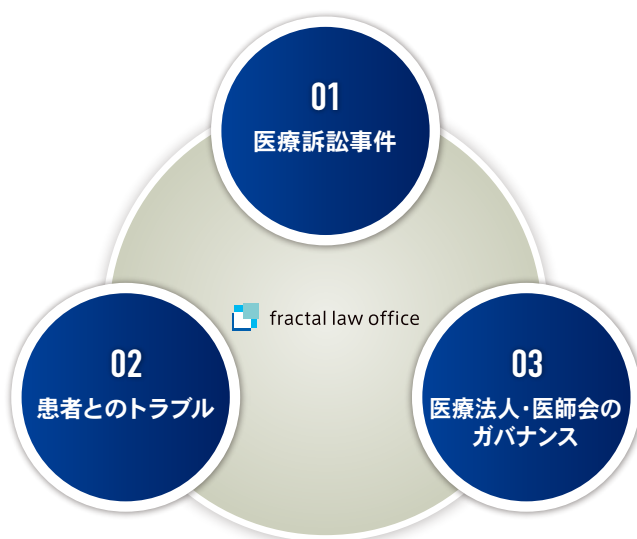 01
医療訴訟事件
fractal law office
02
患者とのトラブル
03
医療法人・医師会の
ガバナンス